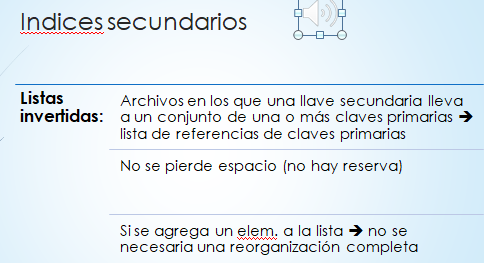 Indices secundarios
Listas
invertidas:
Archivos en los que una llave secundaria lleva
a un conjunto de una o más claves primarias ➔
lista de referencias de claves primarias
No se pierde espacio (no hay reserva)
Si se agrega un elem. a la lista ➔ no se
necesaria una reorganización completa